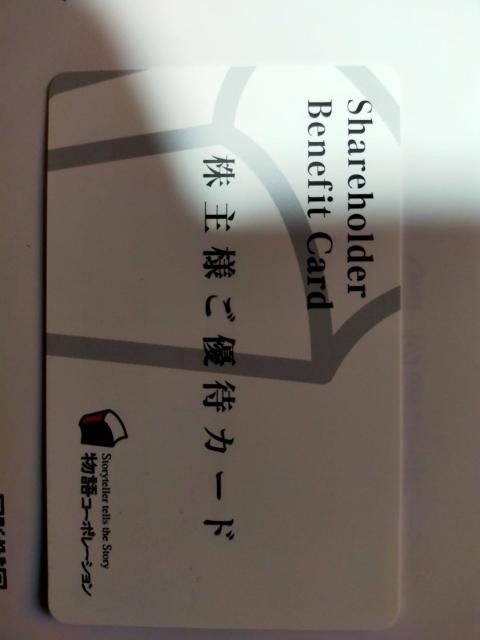 Shareholder
Benefit Card
株主様ご優待カード
Storyteller tells the Story
物語コーポレーション